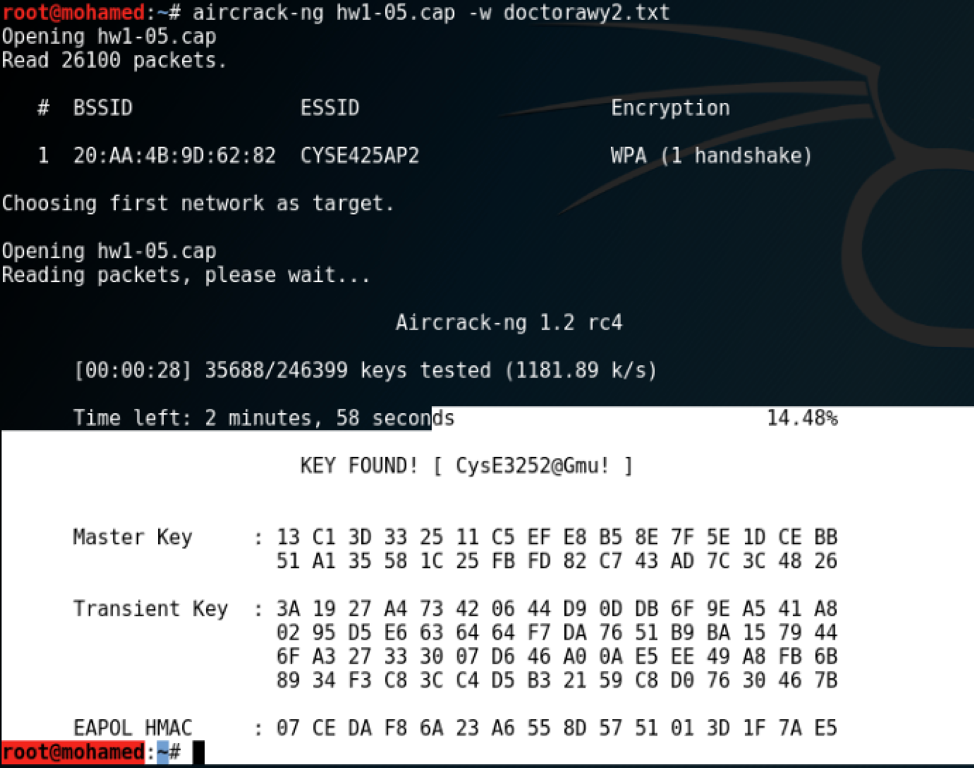 root@mohamed:~# aircrack-ng hw1-05.cap -w doctorawy2.txt
Opening hw1-05.cap
Read 26100 packets.
# BSSID ESSID Encryption
1 20:AA:4B:9D:62:82 CYSE425AP2 WPA (1 handshake)
Choosing first network as target.
Opening hw1-05.cap
Reading packets, please wait...
Aircrack-ng 1.2 rc4
[00:00:28] 35688/246399 keys tested (1181.89 k/s)
Time left: 2 minutes, 58 seconds 14.48%
KEY FOUND! [ CysE3252@Gmu! ]
Master Key : 13 C1 3D 33 25 11 C5 EF E8 B5 8E 7F 5E 1D CE BB
51 A1 35 58 1C 25 FB FD 82 C7 43 AD 7C 3C 48 26
Transient Key : 3A 19 27 A4 73 42 06 44 D9 0D DB 6F 9E A5 41 A8
02 95 D5 E6 63 64 64 F7 DA 76 51 B9 BA 15 79 44
6F A3 27 33 30 07 D6 46 A0 0A E5 EE 49 A8 FB 6B
89 34 F3 C8 3C C4 D5 B3 21 59 C8 D0 76 30 46 7B
EAPOL HMAC : 07 CE DA F8 6A 23 A6 55 8D 57 51 01 3D 1F 7A E5
root@mohamed:~#